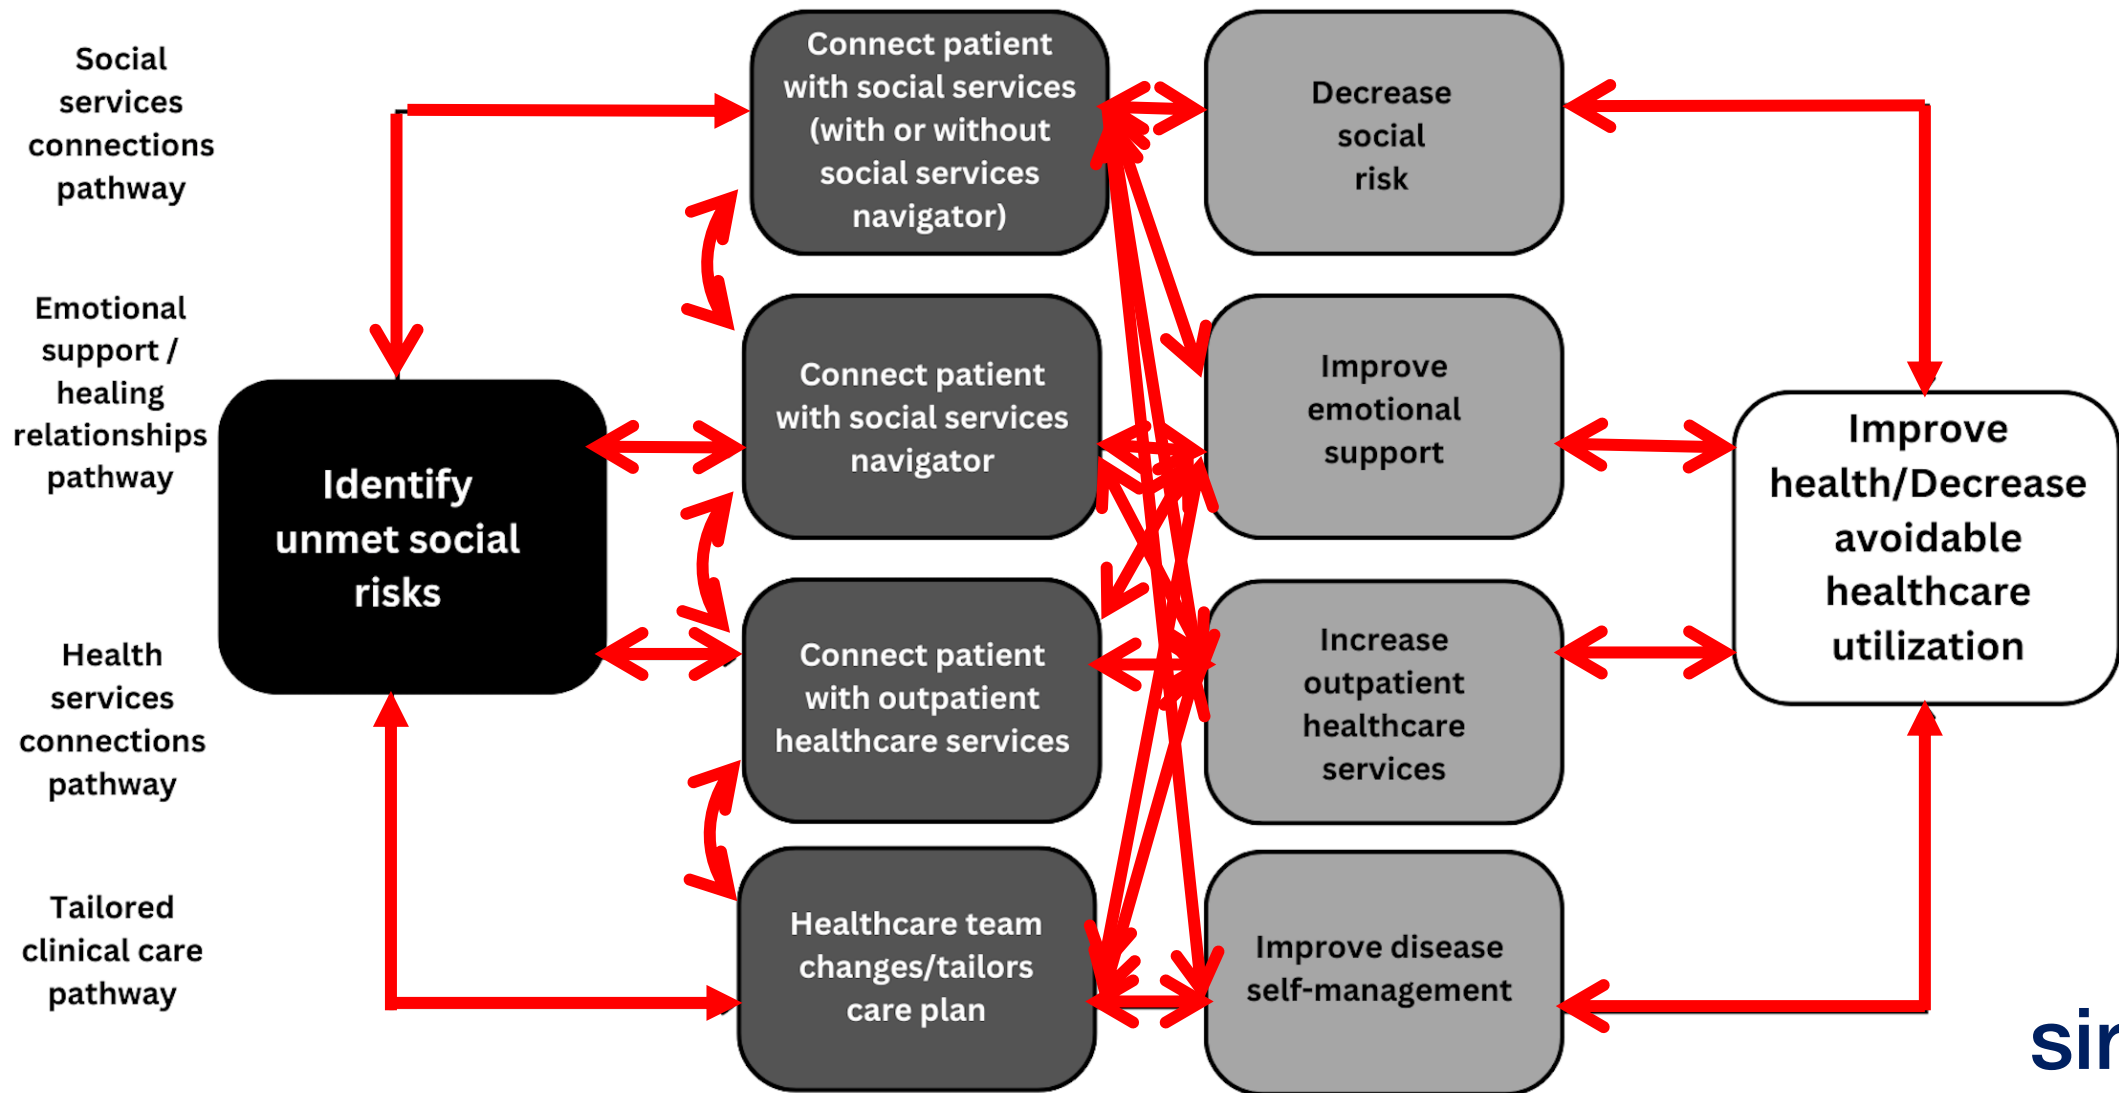 Social
services
connections
pathway
Emotional
support /
healing
relationships
pathway
Health
services
connections
pathway
Tailored
clinical care
pathway
Identify
unmet social
risks
Connect patient
with social services
(with or without
social services
navigator)
Connect patient
with social services
navigator
Connect patient
with outpatient
healthcare services
Healthcare team
changes/tailors
care plan
Decrease
social
risk
Improve
emotional
support
Increase
outpatient
healthcare
services
Improve disease
self-management
Improve
health/Decrease
avoidable
healthcare
utilization